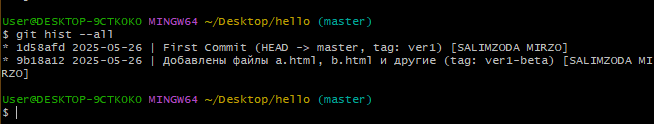 User@DESKTOP-9CTKOKO MINGW64 ~/Desktop/hello (master)
$ git hist --all
* 1d58afd 2025-05-26 | First Commit (HEAD -> master, tag: ver1) [SALIMZODA MIRZO]
* 9b18a12 2025-05-26 | Добавлены файлы a.html, b.html и другие (tag: ver1-beta) [SALIMZODA MI
RZO]
User@DESKTOP-9CTKOKO MINGW64 ~/Desktop/hello (master)
$